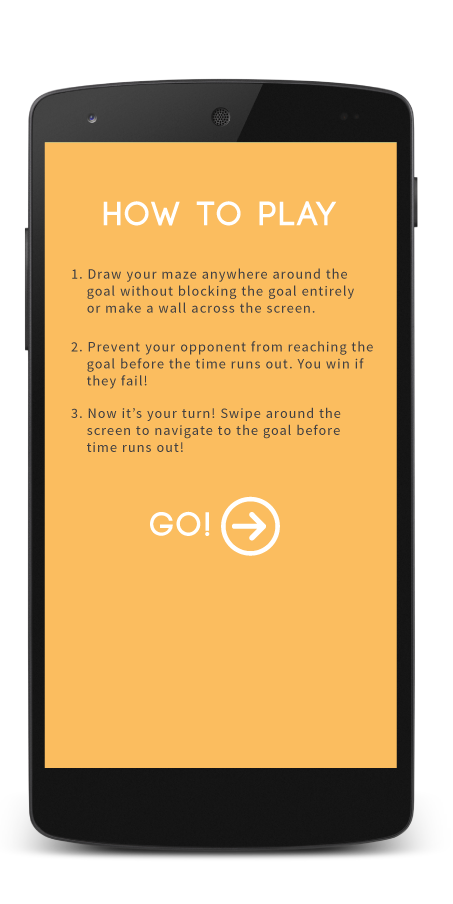 HOW TO PLAY
1. Draw your maze anywhere around the
goal without blocking the goal entirely
or make a wall across the screen.
2. Prevent your opponent from reaching the
goal before the time runs out. You win if
they fail!
3. Now it’s your turn! Swipe around the
screen to navigate to the goal before
time runs out!
GO!